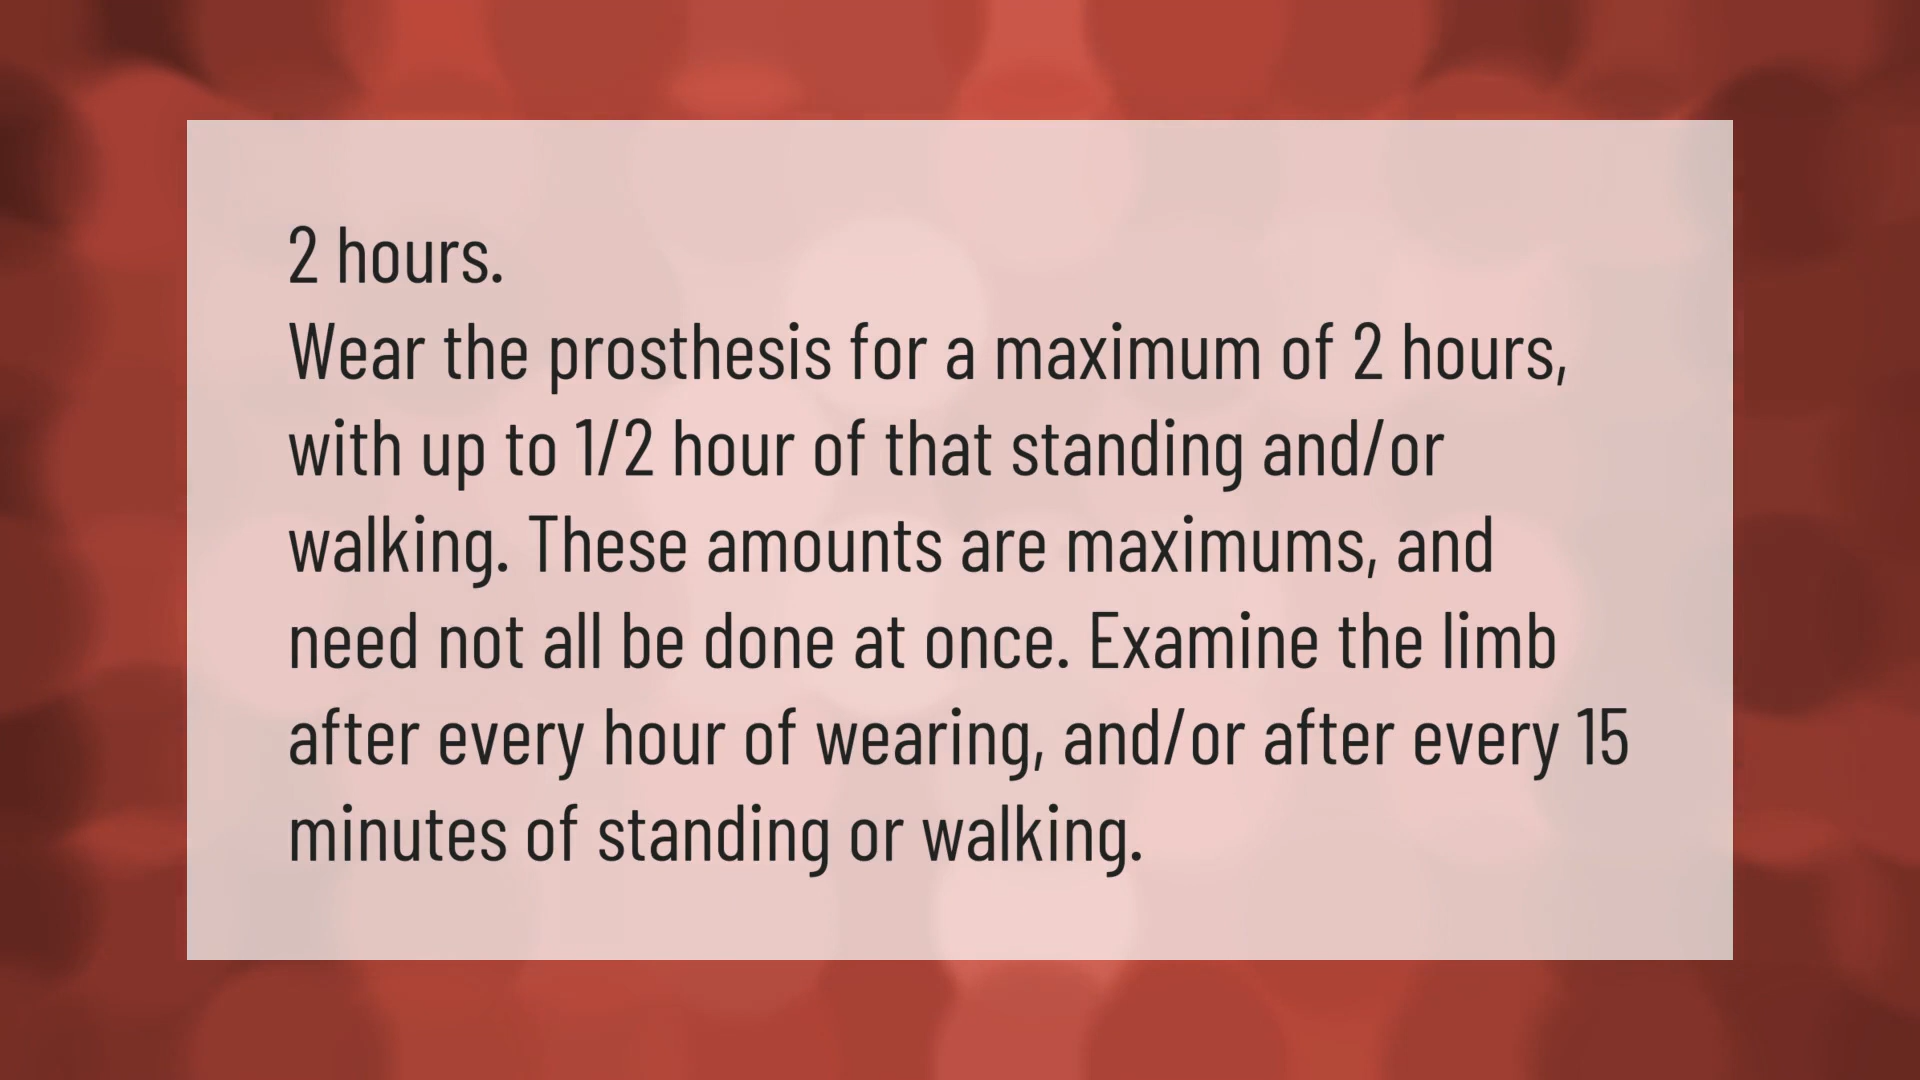 2 hours.
Wear the prosthesis for a maximum of 2 hours,
with up to 1/2 hour of that standing and/or
walking. These amounts are maximums, and
need not all be done at once. Examine the limb
after every hour of wearing, and/or after every 15
minutes of standing or walking.